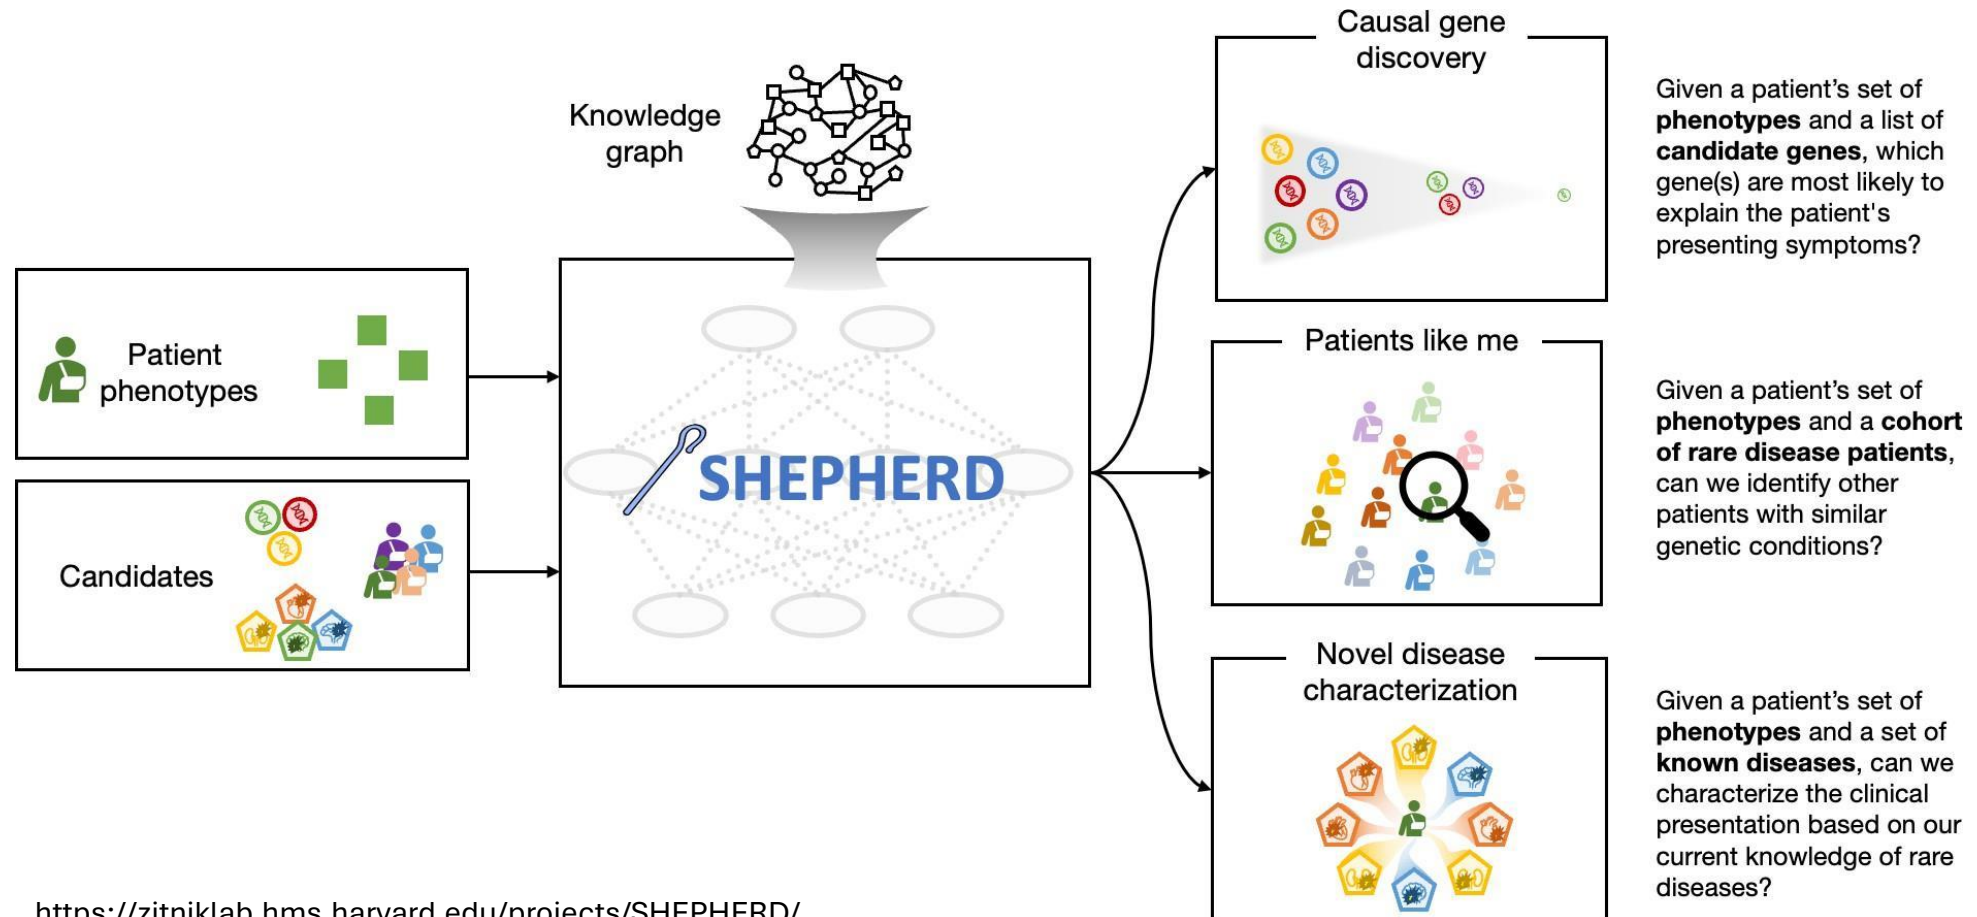 Knowledge
graph
Patient
phenotypes
Candidates
SHEPHERD
Causal gene
discovery
Given a patient’s set of
phenotypes and a list of
candidate genes, which
gene(s) are most likely to
explain the patient's
presenting symptoms?
Patients like me
Given a patient’s set of
phenotypes and a cohort
of rare disease patients,
can we identify other
patients with similar
genetic conditions?
Novel disease
characterization
Given a patient’s set of
phenotypes and a set of
known diseases, can we
characterize the clinical
presentation based on our
current knowledge of rare
diseases?
https://zitniklab.hms.harvard.edu/projects/SHEPHERD/